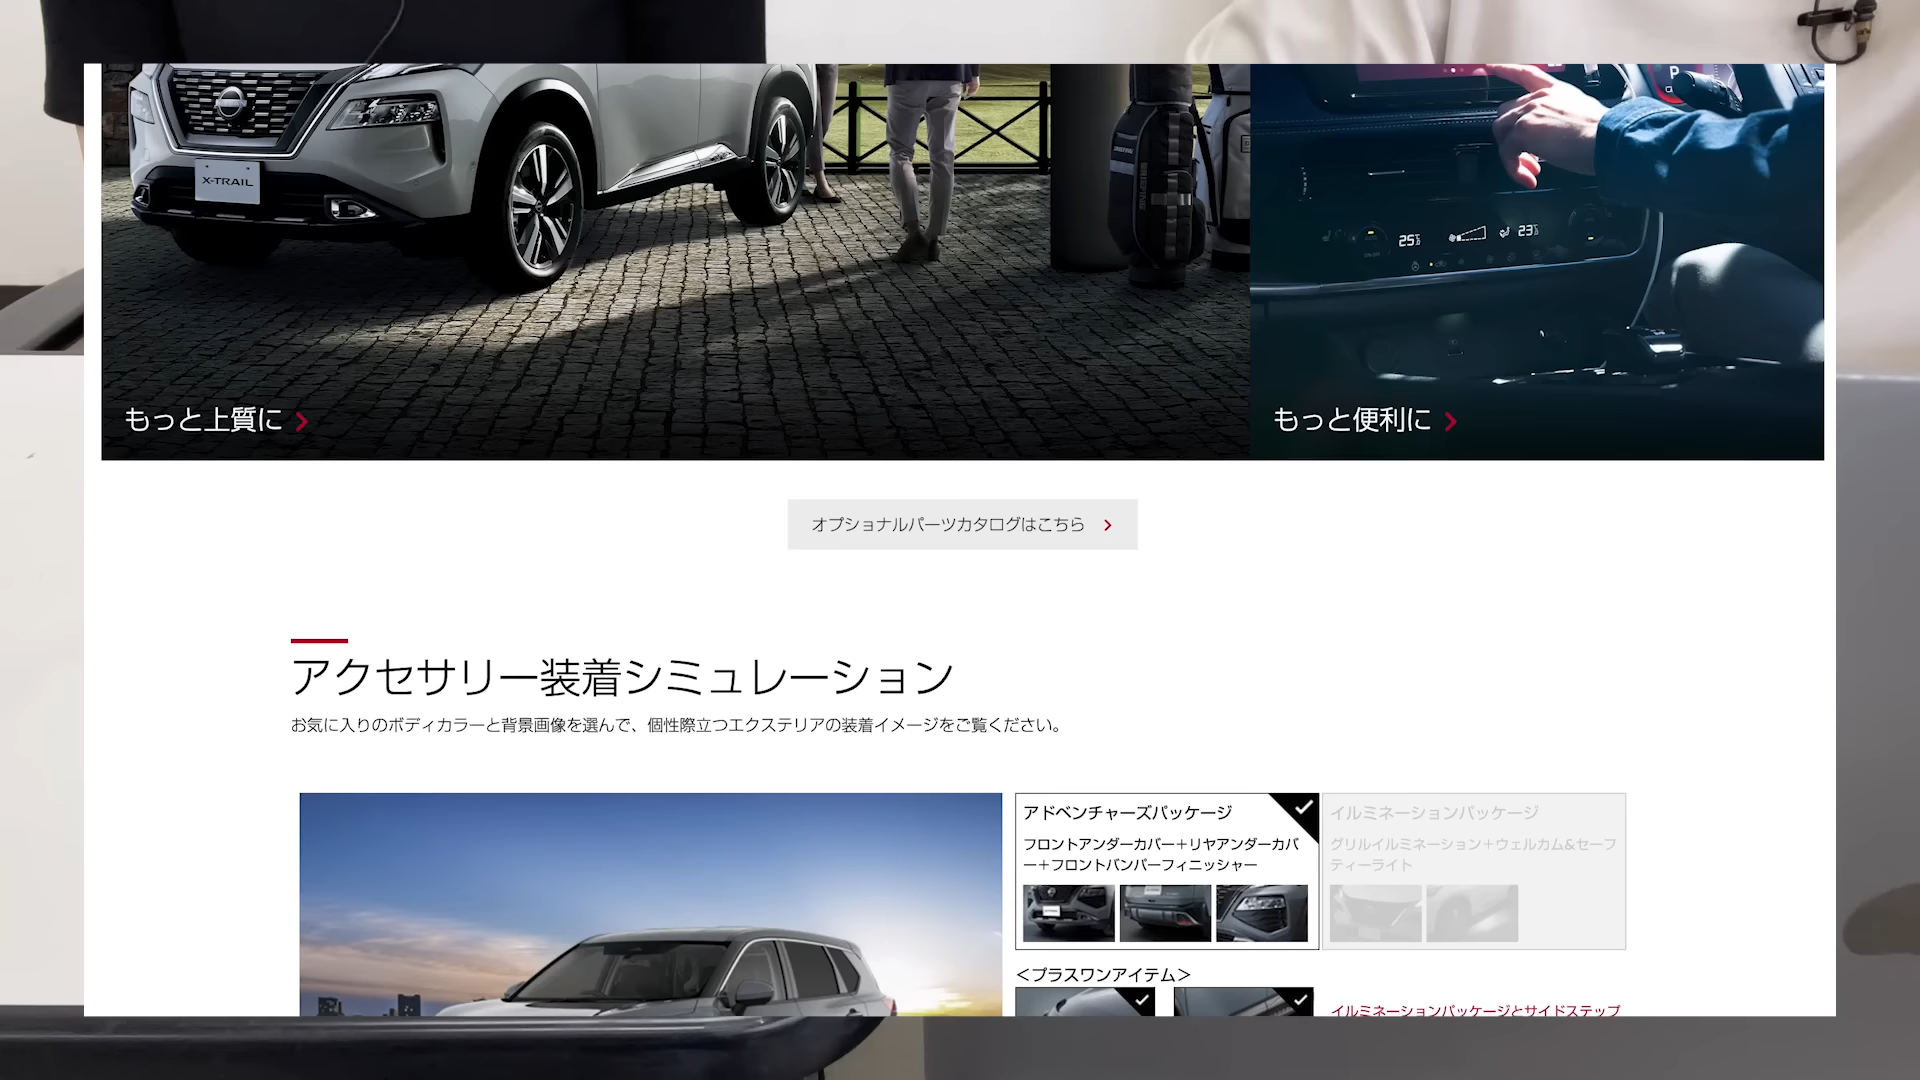 X-TRAIL
BRIEFING
P
25
23
もっと上質に
もっと便利に
オプショナルパーツカタログはこちら
アクセサリー装着シミュレーション
お気に入りのボディカラーと背景画像を選んで、個性際立つエクステリアの装着イメージをご覧ください。
アドベンチャーズパッケージ
フロントアンダーカバー＋リヤアンダーカバ
ー＋フロントバンパーフィニッシャー
イルミネーションパッケージ
グリルイルミネーション＋ウェルカム&セーフ
ティーライト
＜プラスワンアイテム＞
イルミネーションパッケージとサイドステップ